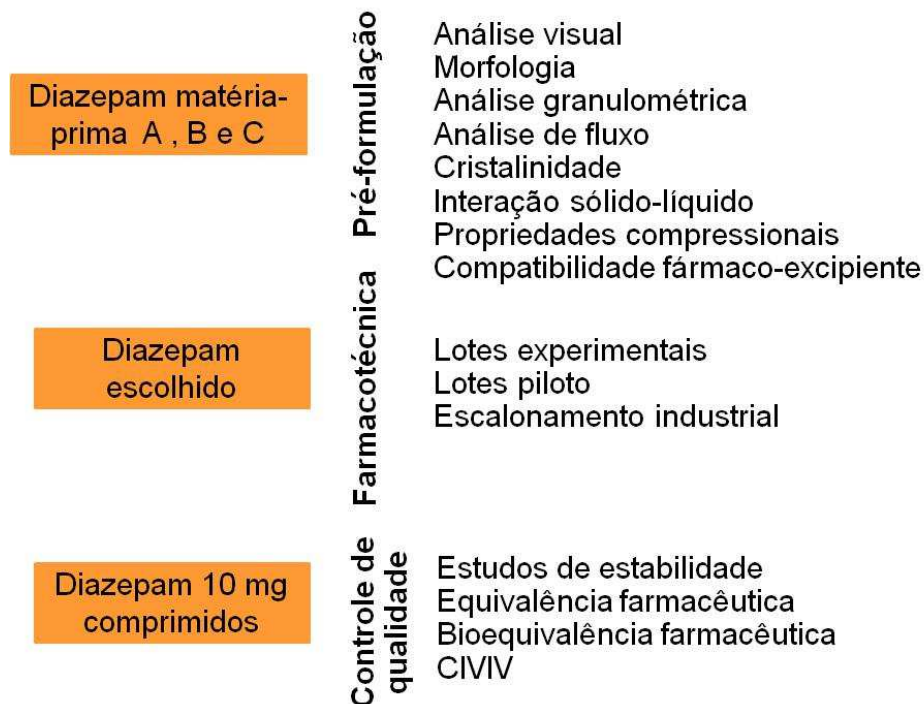 Diazepam matéria-
prima A , B e C
Pré-formulação
Análise visual
Morfologia
Análise granulométrica
Análise de fluxo
Cristalinidade
Interação sólido-líquido
Propriedades compressionais
Compatibilidade fármaco-excipiente
Diazepam
escolhido
Farmacotécnica
Lotes experimentais
Lotes piloto
Escalonamento industrial
Diazepam 10 mg
comprimidos
Controle de
qualidade
Estudos de estabilidade
Equivalência farmacêutica
Bioequivalência farmacêutica
CIVIV